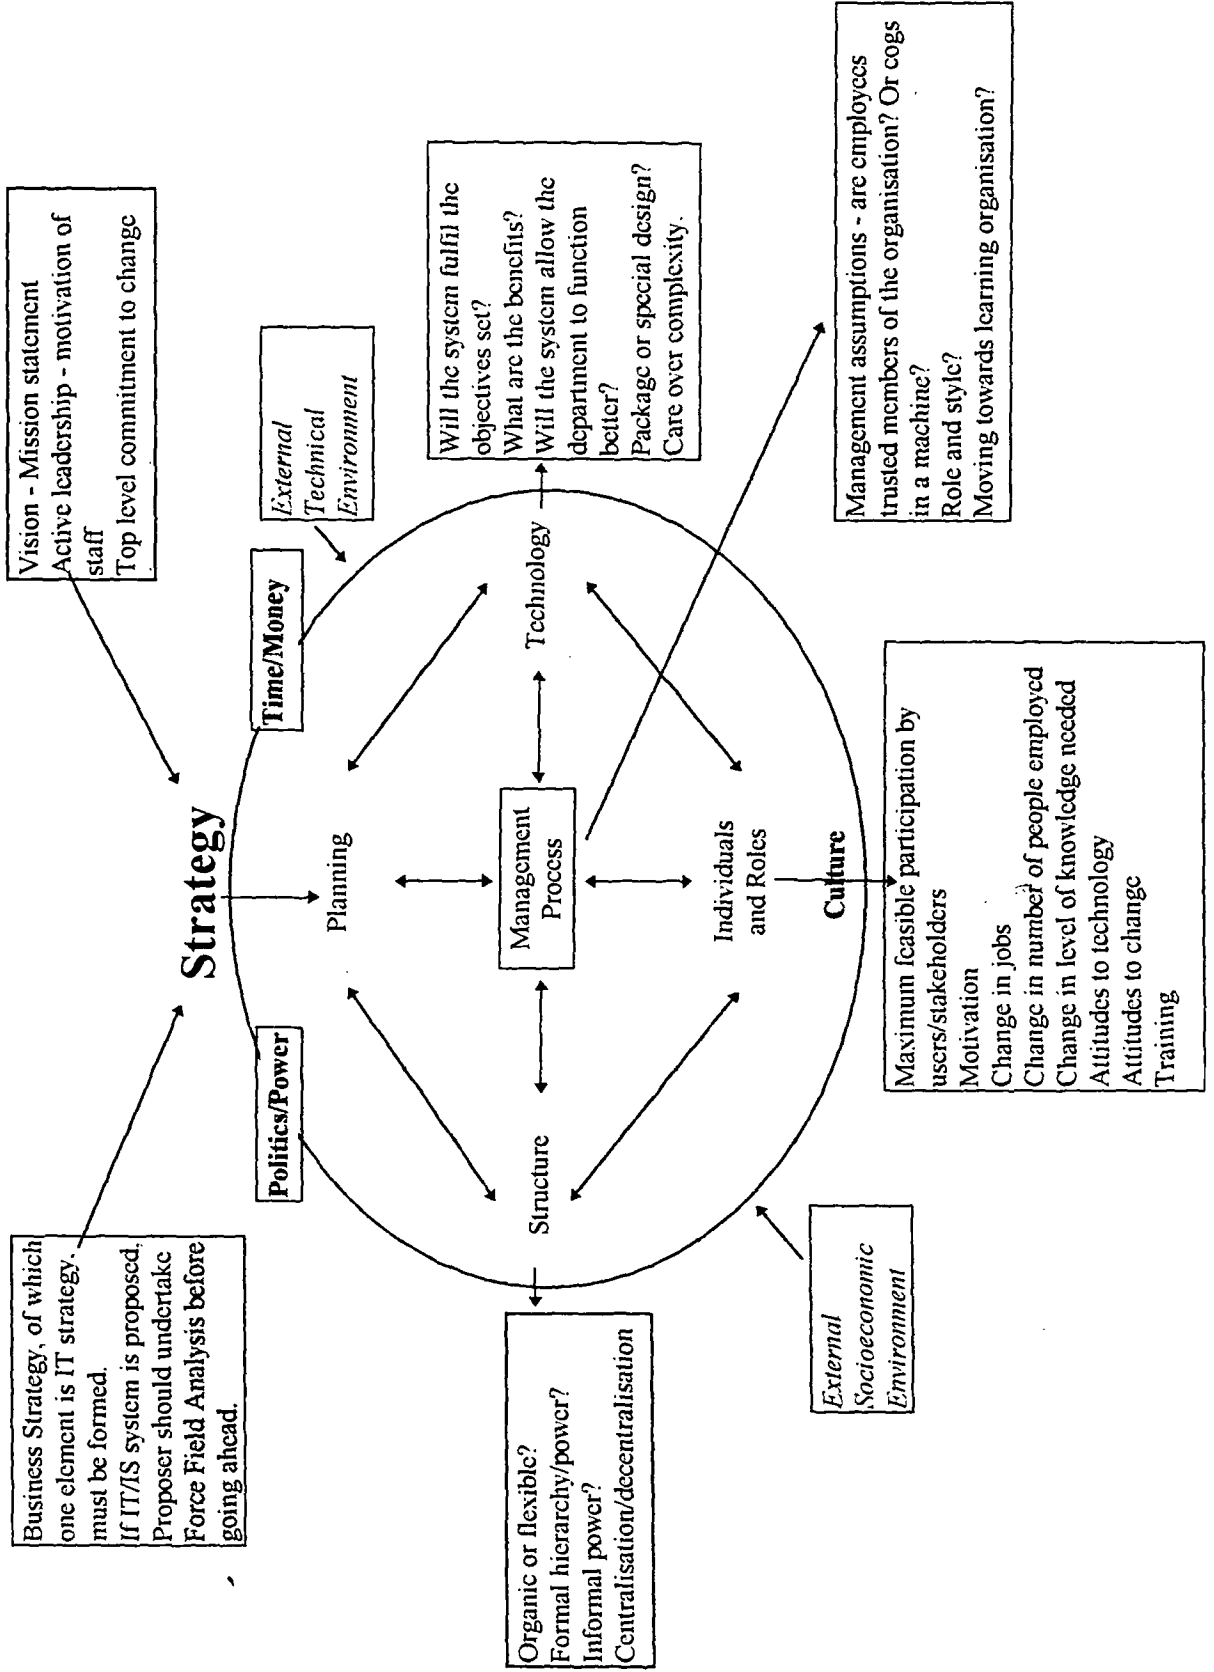 Vision - Mission statement
Active leadership - motivation of
staff
Top level commitment to change
Business Strategy, of which
one element is IT strategy.
must be formed.
If IT/IS system is proposed,
Proposer should undertake
Force Field Analysis before
going ahead.
Strategy
Politics/Power
Time/Money
External
Technical
Environment
Planning
Organic or flexible?
Formal hierarchy/power?
Informal power?
Centralisation/decentralisation
Structure
Management
Process
Technology
Will the system fulfil the
objectives set?
What are the benefits?
Will the system allow the
department to function
better?
Package or special design?
Care over complexity.
Individuals
and Roles
Culture
External
Socioeconomic
Environment
Maximum feasible participation by
users/stakeholders
Motivation
Change in jobs
Change in number of people employed
Change in level of knowledge needed
Attitudes to technology
Attitudes to change
Training
Management assumptions - are employees
trusted members of the organisation? Or cogs
in a machine?
Role and style?
Moving towards learning organisation?